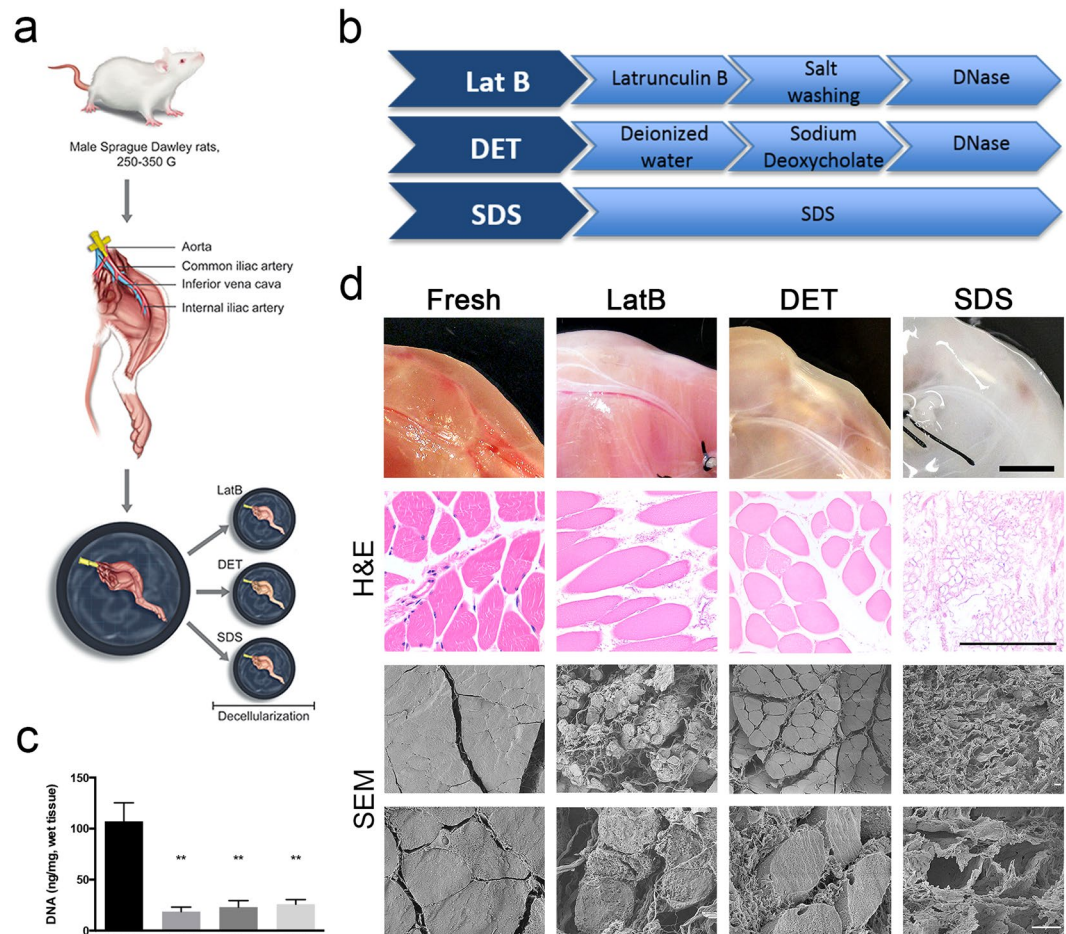 a
Male Sprague Dawley rats,
250-350 G
Aorta
Common iliac artery
Inferior vena cava
Internal iliac artery
LatB
DET
SDS
Decellularization
b
Lat B
Latrunculin B
Salt
washing
DNase
DET
Deionized
water
Sodium
Deoxycholate
DNase
SDS
SDS
c
DNA (ng/mg, wet tissue)
150
100
50
0
**
**
**
d
Fresh
LatB
DET
SDS
H&E
SEM